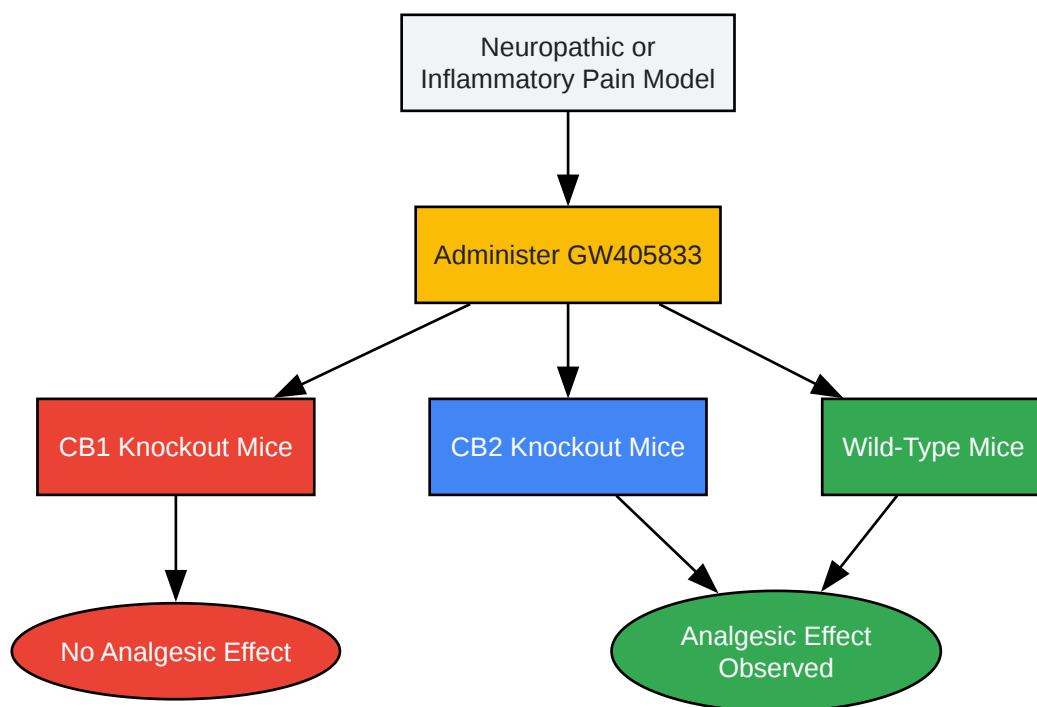 Neuropathic or
Inflammatory Pain Model
Administer GW405833
CB1 Knockout Mice
CB2 Knockout Mice
Wild-Type Mice
No Analgesic Effect
Analgesic Effect
Observed